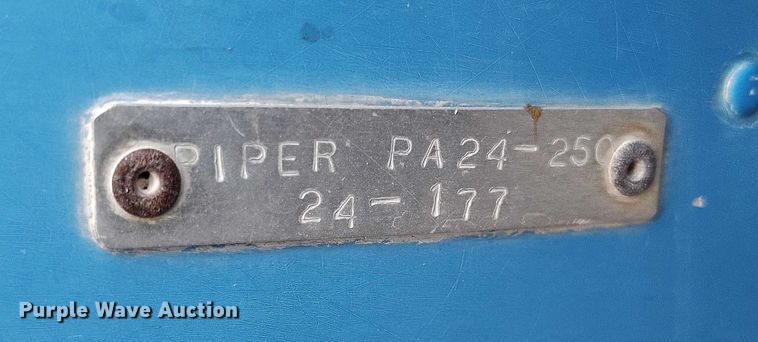 PIPER PA24-250
24-177
Purple Wave Auction